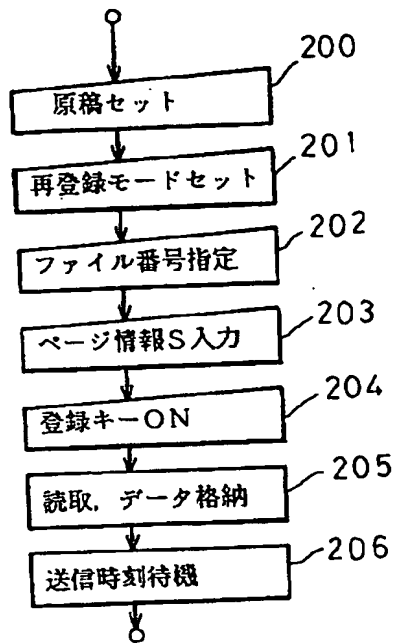 200
原稿セット
201
再登録モードセット
202
ファイル番号指定
203
ページ情報S入力
204
登録キーON
205
読取，データ格納
206
送信時刻待機